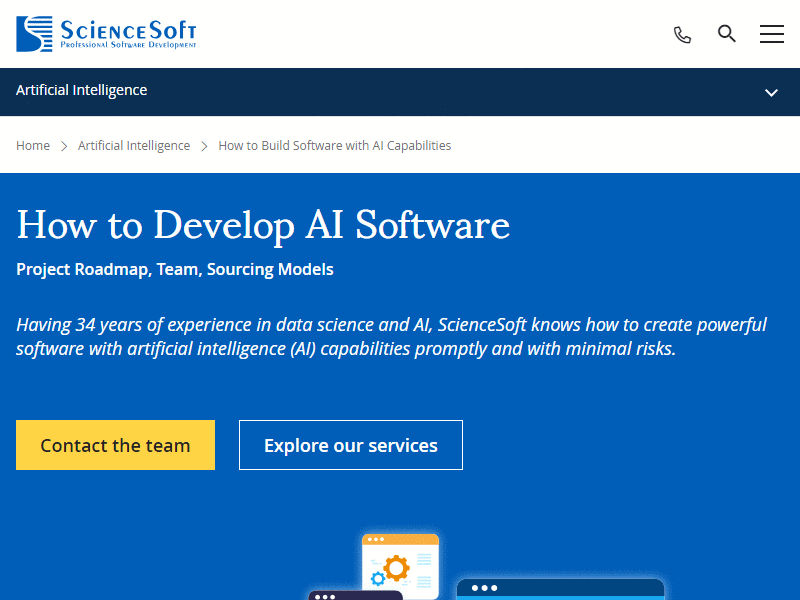 ScienceSoft
Professional Software Development
Artificial Intelligence
Home > Artificial Intelligence > How to Build Software with AI Capabilities
How to Develop AI Software
Project Roadmap, Team, Sourcing Models
Having 34 years of experience in data science and AI, ScienceSoft knows how to create powerful
software with artificial intelligence (AI) capabilities promptly and with minimal risks.
Contact the team
Explore our services